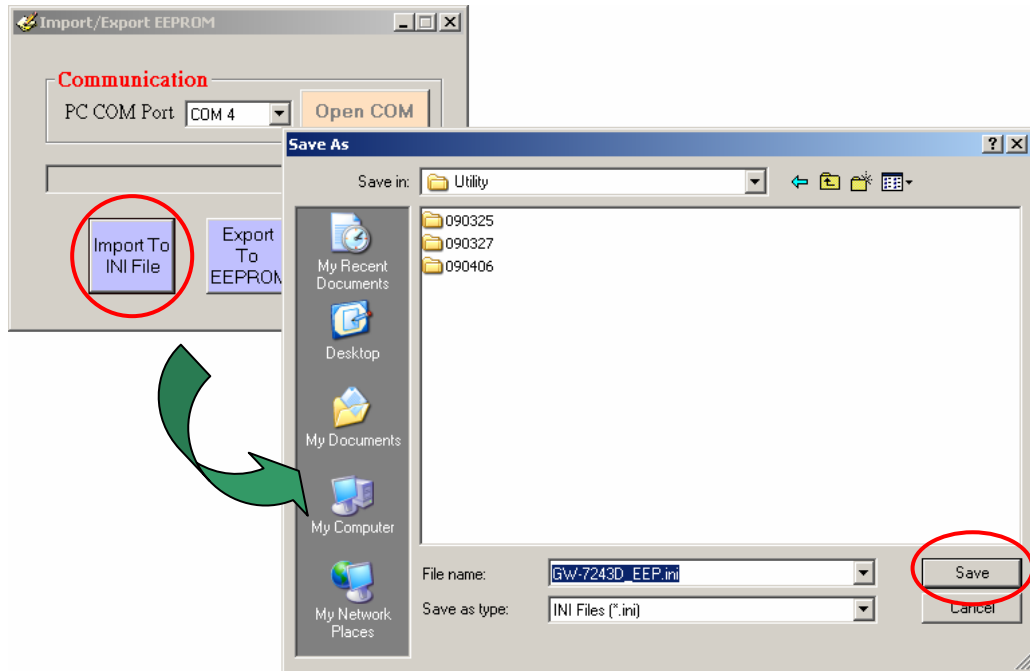 Import/Export EEPROM
Communication
PC COM Port
COM 4
Open COM
Import To
INI File
Export
To
EEPROM
Save As
Save in:
Utility
090325
090327
090406
My Recent
Documents
Desktop
My Documents
My Computer
My Network
Places
File name:
GW-7243D_EEP.ini
Save
Save as type:
INI Files (*.ini)
Cancel